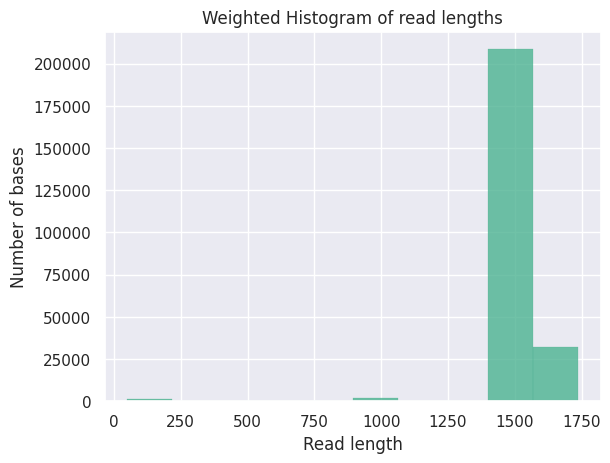 Weighted Histogram of read lengths
Number of bases
200000
175000
150000
125000
100000
75000
50000
25000
0
0 250 500 750 1000 1250 1500 1750
Read length